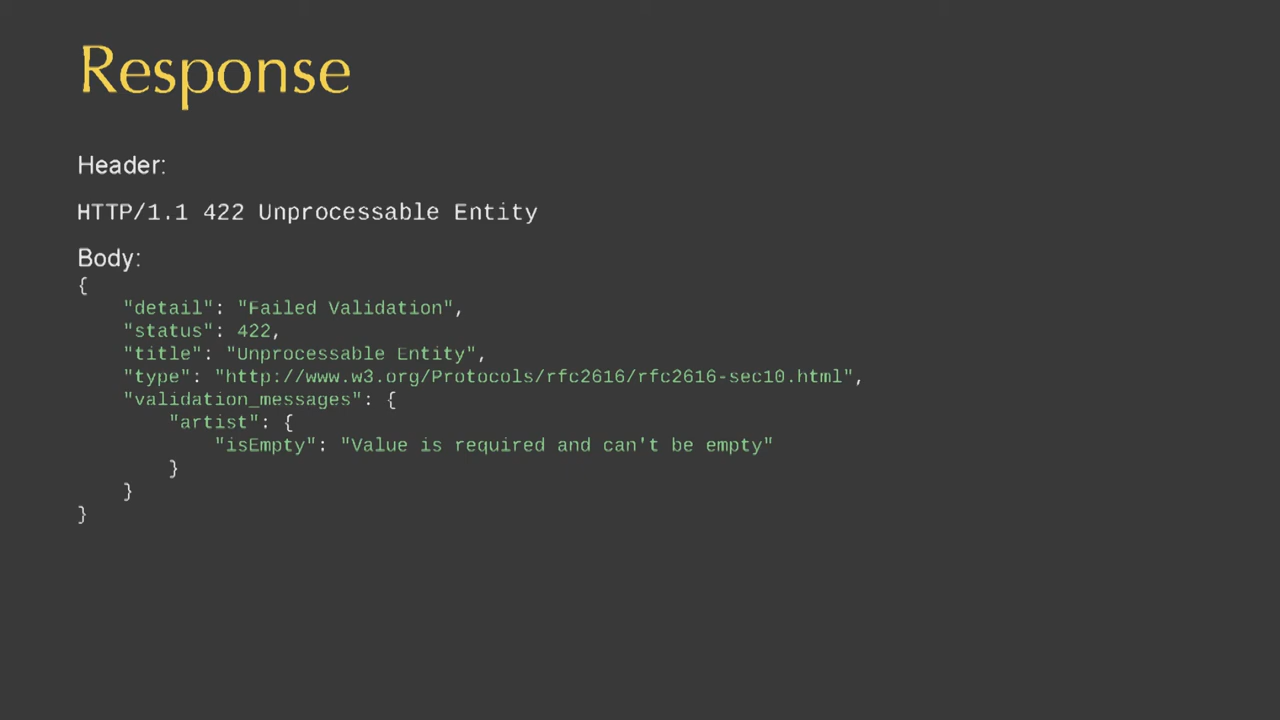 Response
Header:
HTTP/1.1 422 Unprocessable Entity
Body:
{
    "detail": "Failed Validation",
    "status": 422,
    "title": "Unprocessable Entity",
    "type": "http://www.w3.org/Protocols/rfc2616/rfc2616-sec10.html",
    "validation_messages": {
        "artist": {
            "isEmpty": "Value is required and can't be empty"
        }
    }
}